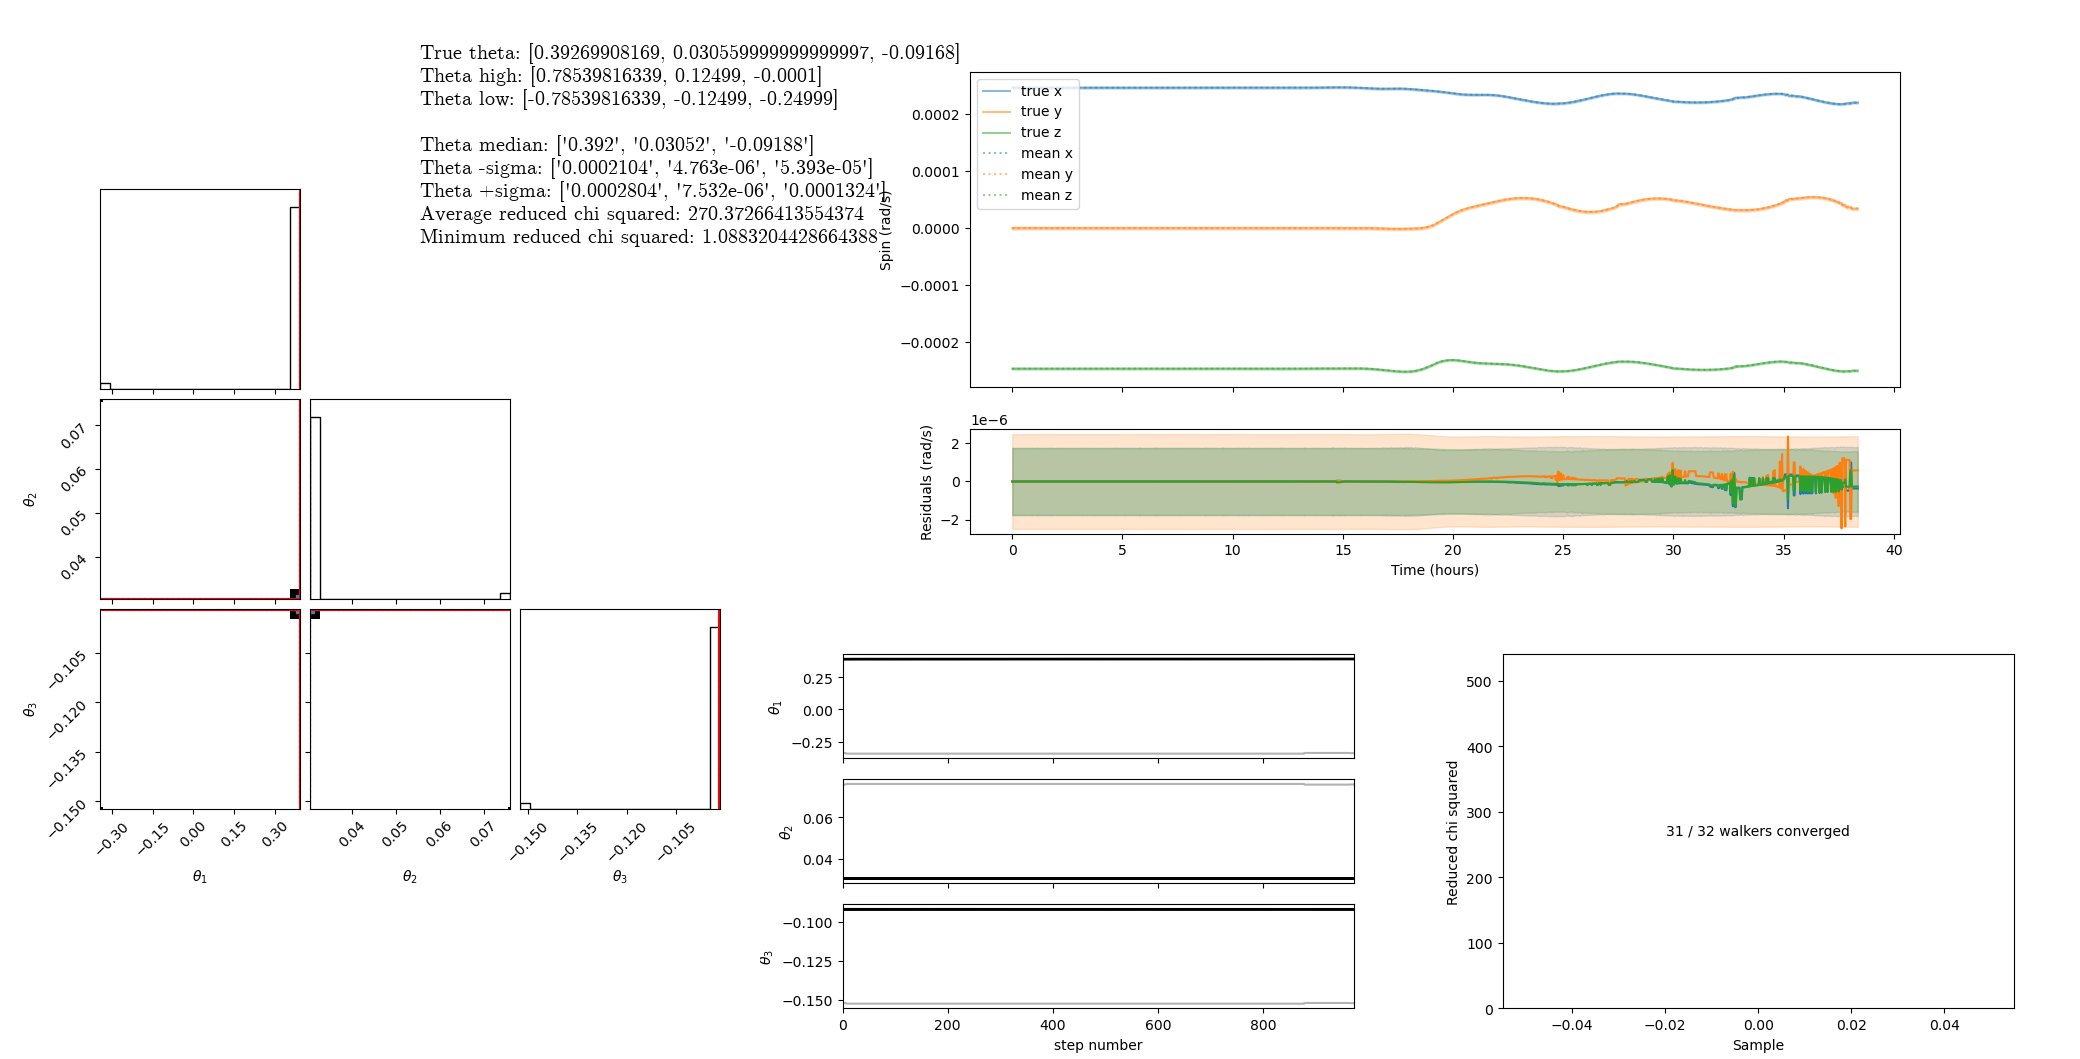 True theta: [0.39269908169, 0.030559999999999997, -0.09168]
Theta high: [0.78539816339, 0.12499, -0.0001]
Theta low: [-0.78539816339, -0.12499, -0.24999]
Theta median: ['0.392', '0.03052', '-0.09188']
Theta -sigma: ['0.0002104', '4.763e-06', '5.393e-05']
Theta +sigma: ['0.0002804', '7.532e-06', '0.0001324']
Average reduced chi squared: 270.37266413554374
Minimum reduced chi squared: 1.0883204428664388
true x
true y
true z
mean x
mean y
mean z
Spin (rad/s)
0.0002
0.0001
0.0000
−0.0001
−0.0002
1e−6
Residuals (rad/s)
2
0
−2
0 5 10 15 20 25 30 35 40
Time (hours)
θ2
0.07
0.06
0.05
0.04
θ3
−0.105
−0.120
−0.135
−0.150
−0.30 −0.15 0.00 0.15 0.30
θ1
0.04 0.05 0.06 0.07
θ2
−0.150 −0.135 −0.120 −0.105
θ3
θ1
0.25
0.00
−0.25
θ2
0.06
0.04
θ3
−0.100
−0.125
−0.150
0 200 400 600 800
step number
Reduced chi squared
500
400
300
200
100
0
31 / 32 walkers converged
−0.04 −0.02 0.00 0.02 0.04
Sample